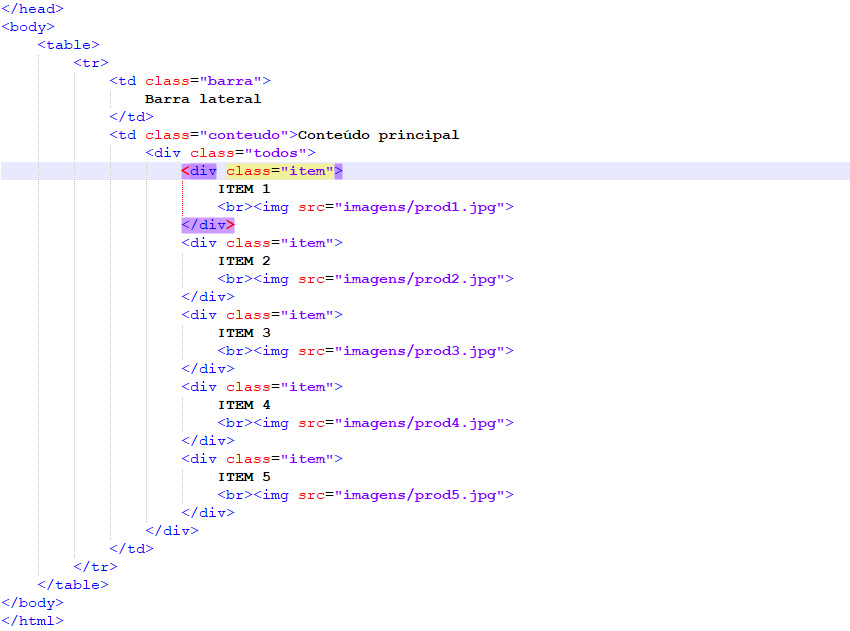 </head>
<body>
    <table>
        <tr>
            <td class="barra">
                Barra lateral
            </td>
            <td class="conteudo">Conteúdo principal
                <div class="todos">
                    <div class="item">
                        ITEM 1
                        <br><img src="imagens/prod1.jpg">
                    </div>
                    <div class="item">
                        ITEM 2
                        <br><img src="imagens/prod2.jpg">
                    </div>
                    <div class="item">
                        ITEM 3
                        <br><img src="imagens/prod3.jpg">
                    </div>
                    <div class="item">
                        ITEM 4
                        <br><img src="imagens/prod4.jpg">
                    </div>
                    <div class="item">
                        ITEM 5
                        <br><img src="imagens/prod5.jpg">
                    </div>
                </div>
            </td>
        </tr>
    </table>
</body>
</html>